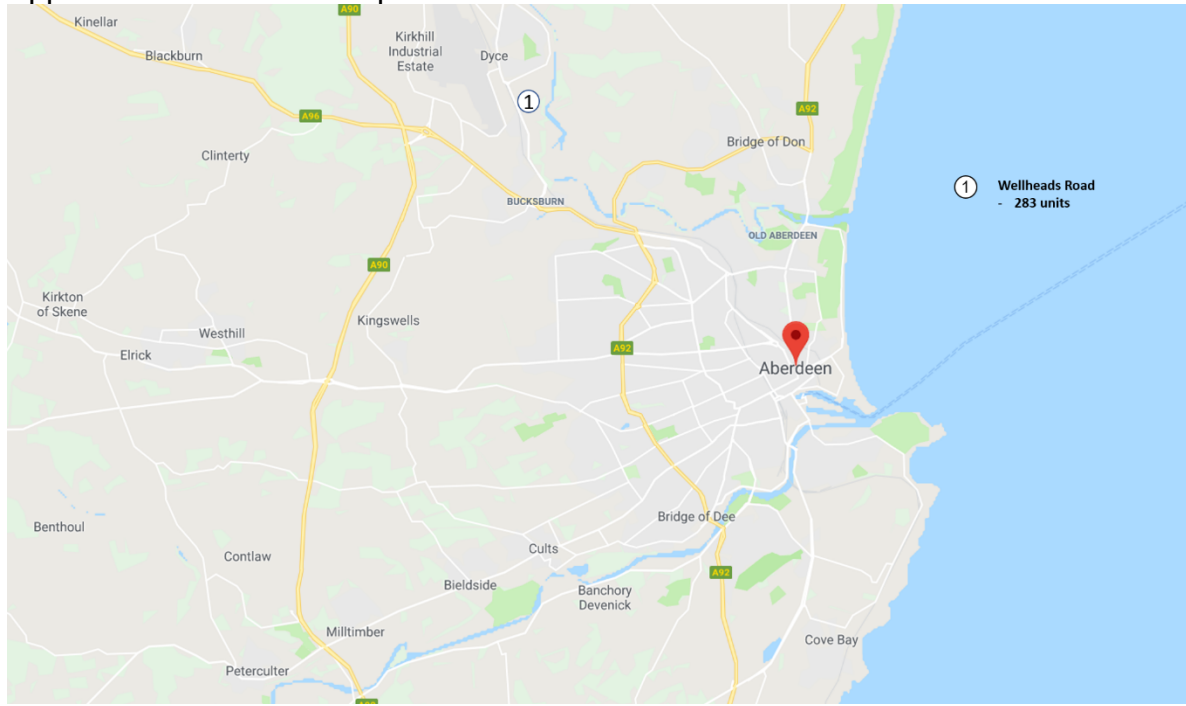 A90
Kinellar
Kirkhill
Industrial
Estate
Dyce
Blackburn
1
A96
A92
Clinterty
Bridge of Don
1 Wellheads Road
- 283 units
BUCKSBURN
OLD ABERDEEN
A90
Kirkton
of Skene
Westhill
Kingswells
Elrick
A92
Aberdeen
Bridge of Dee
Benthoul
Contlaw
Cults
A92
Bieldside
Banchory
Devenick
Milltimber
Cove Bay
Peterculter